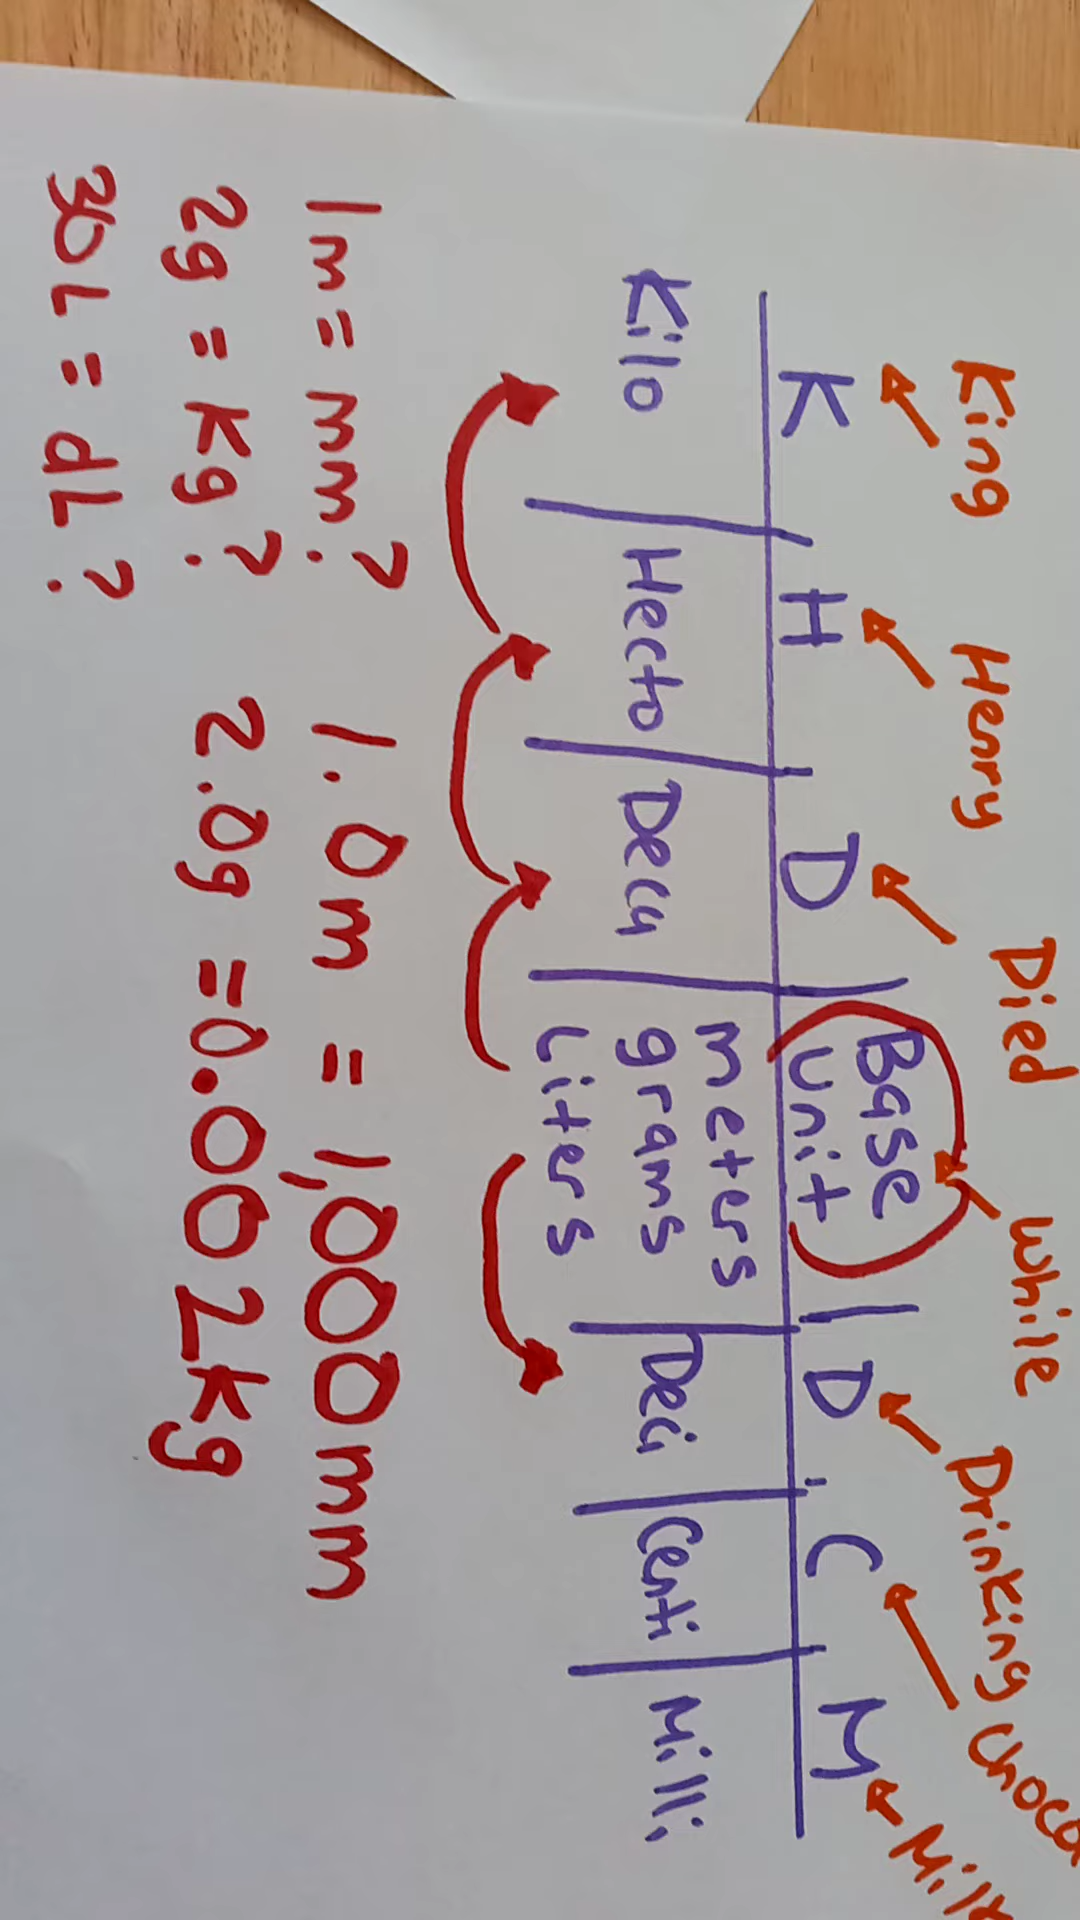 King Henry Died while Drinking choco Milk
K H D Base Unit D C M
Kilo Hecto Deca meters grams Liters Deci Centi Milli
1m = mm? 1.0m = 1,000mm
2g = kg? 2.0g = 0.002kg
30L = dL?